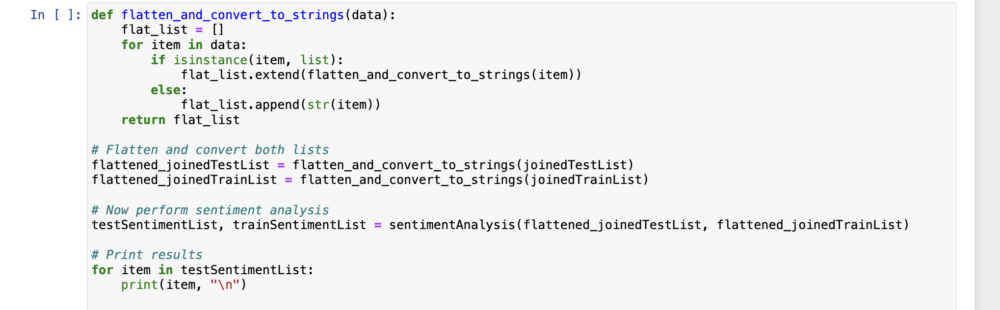 In [ ]: def flatten_and_convert_to_strings(data):
    flat_list = []
    for item in data:
        if isinstance(item, list):
            flat_list.extend(flatten_and_convert_to_strings(item))
        else:
            flat_list.append(str(item))
    return flat_list

# Flatten and convert both lists
flattened_joinedTestList = flatten_and_convert_to_strings(joinedTestList)
flattened_joinedTrainList = flatten_and_convert_to_strings(joinedTrainList)

# Now perform sentiment analysis
testSentimentList, trainSentimentList = sentimentAnalysis(flattened_joinedTestList, flattened_joinedTrainList)

# Print results
for item in testSentimentList:
    print(item, "\n")